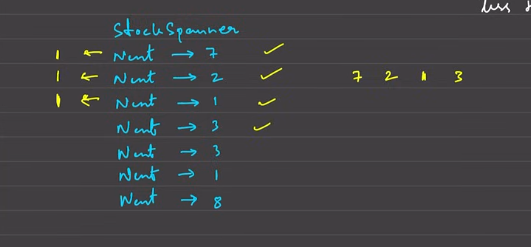 less
StockSpanner
1 ← Next → 7 ✓
1 ← Next → 2 ✓ 7 2 1 3
1 ← Next → 1 ✓
Next → 3 ✓
Next → 3
Next → 1
Next → 8